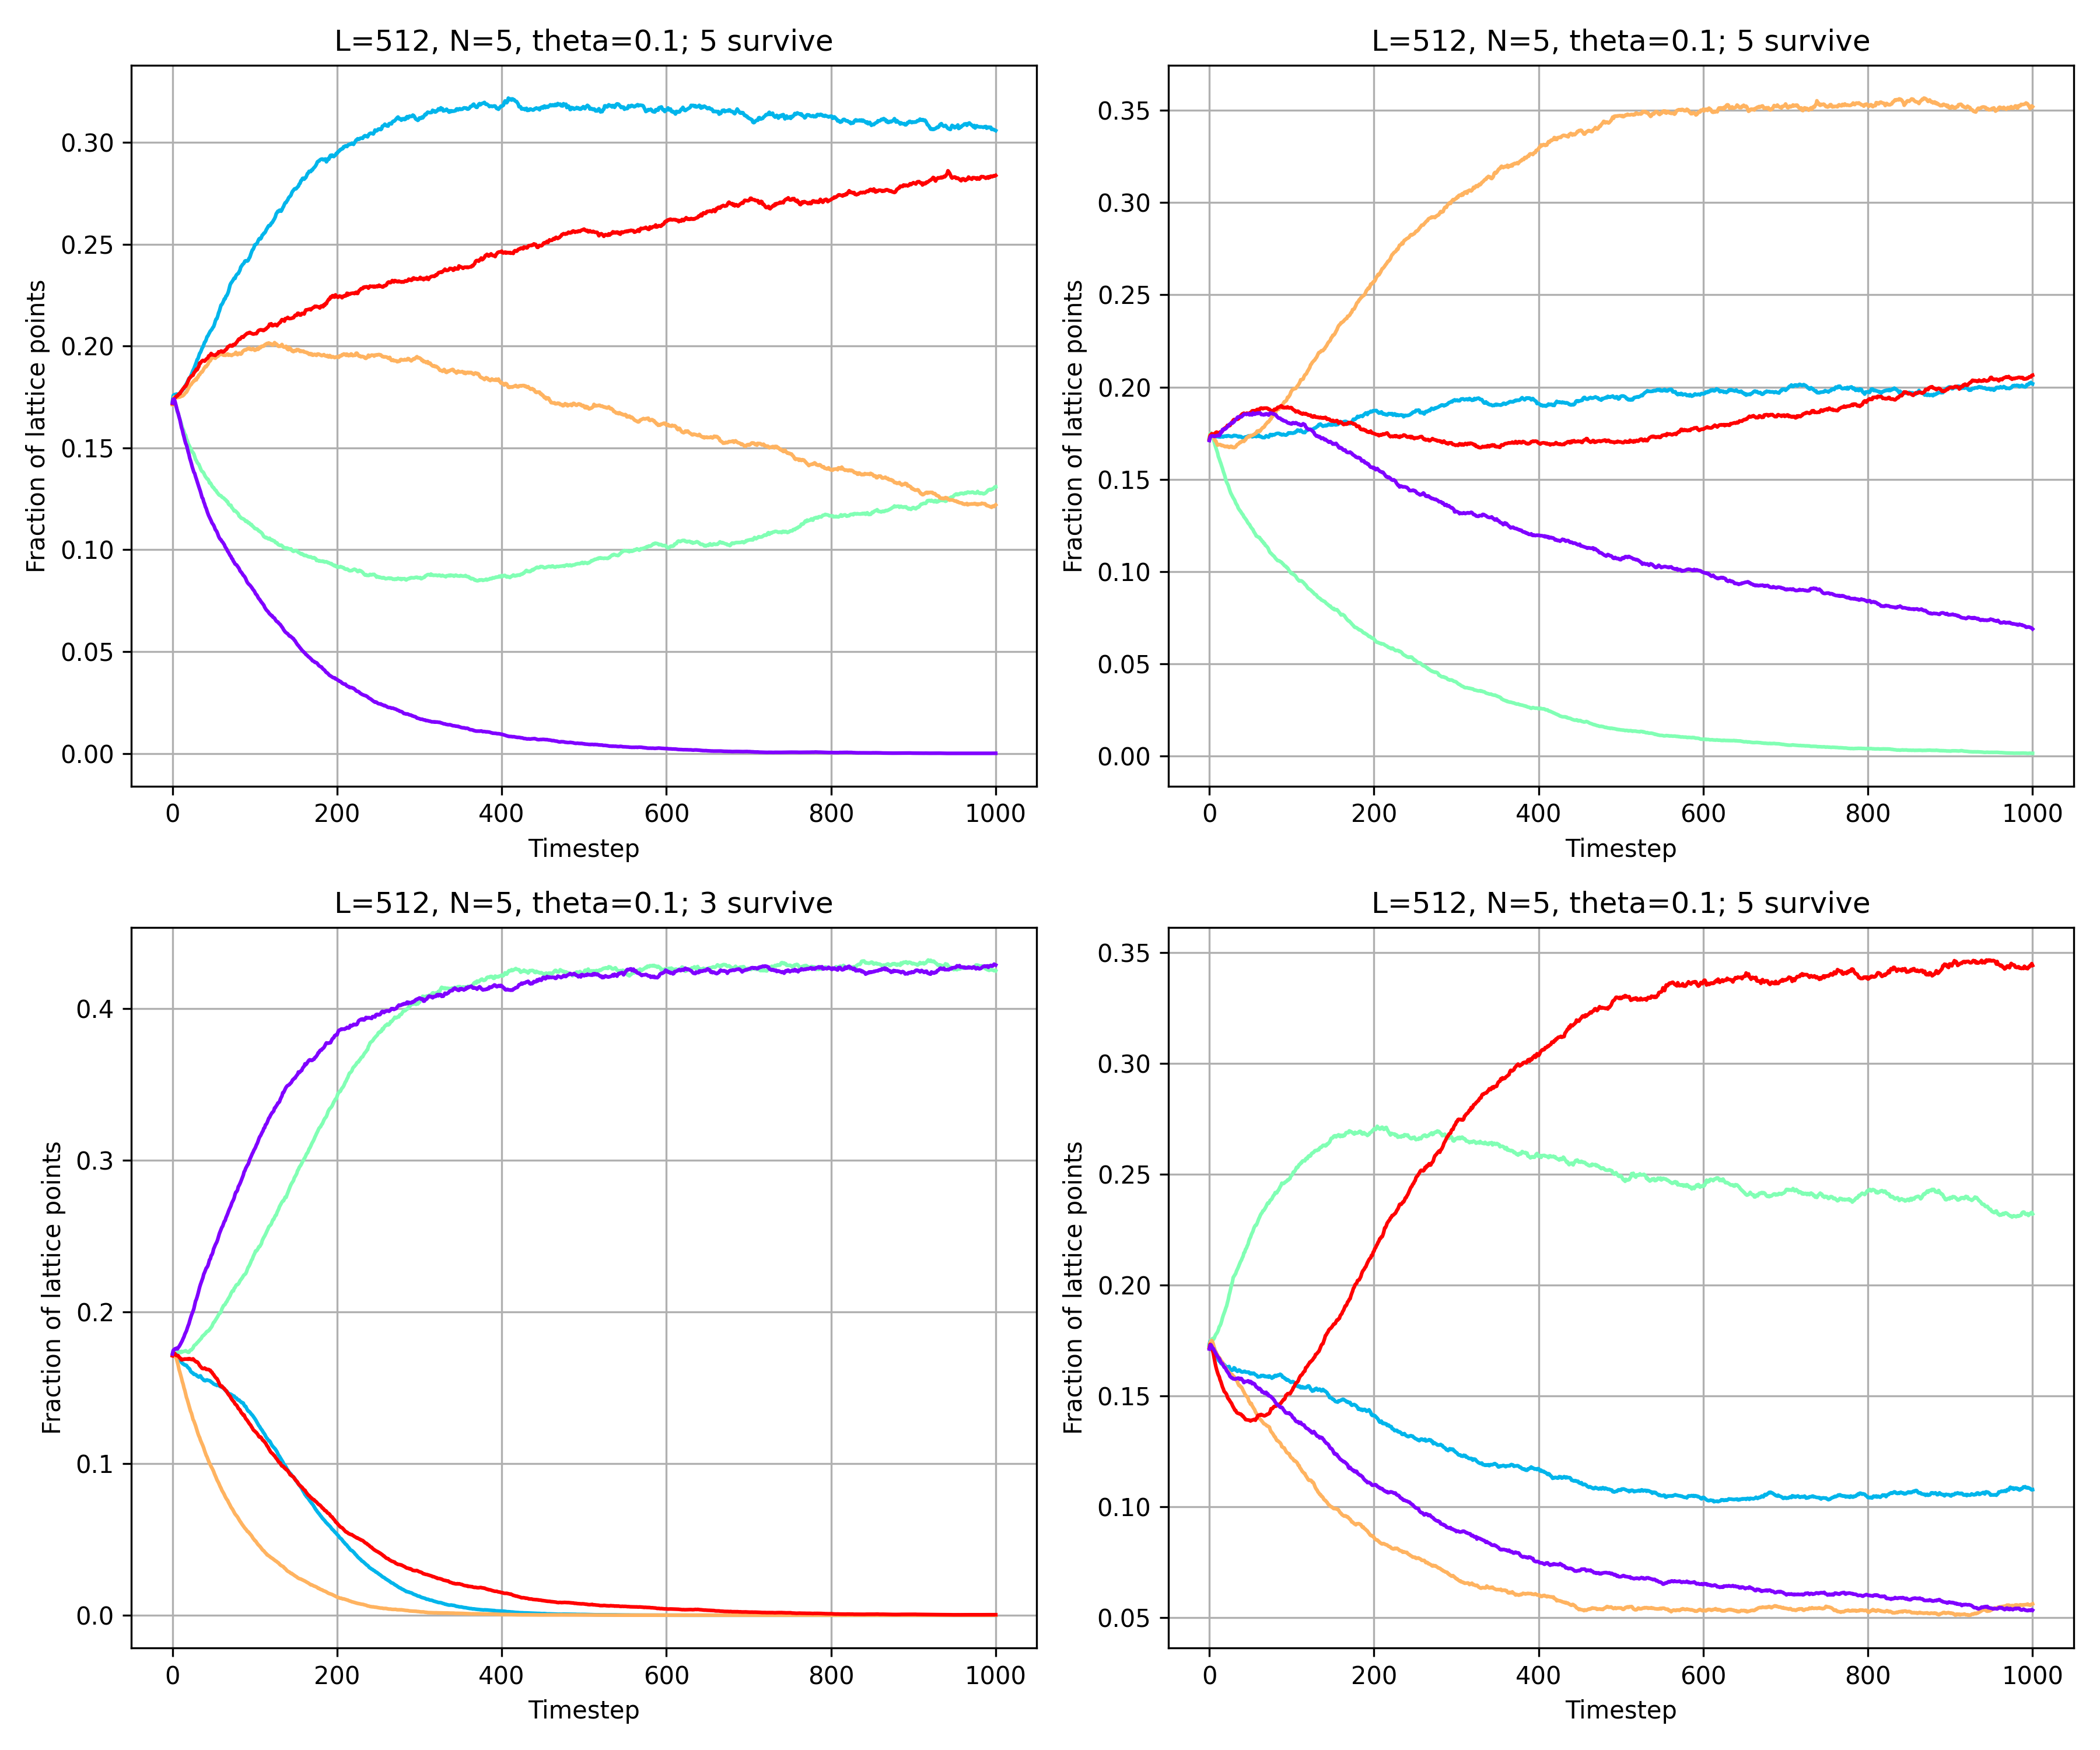 L=512, N=5, theta=0.1; 5 survive
Fraction of lattice points
0.30
0.25
0.20
0.15
0.10
0.05
0.00
0 200 400 600 800 1000
Timestep
L=512, N=5, theta=0.1; 5 survive
Fraction of lattice points
0.35
0.30
0.25
0.20
0.15
0.10
0.05
0.00
0 200 400 600 800 1000
Timestep
L=512, N=5, theta=0.1; 3 survive
Fraction of lattice points
0.4
0.3
0.2
0.1
0.0
0 200 400 600 800 1000
Timestep
L=512, N=5, theta=0.1; 5 survive
Fraction of lattice points
0.35
0.30
0.25
0.20
0.15
0.10
0.05
0 200 400 600 800 1000
Timestep